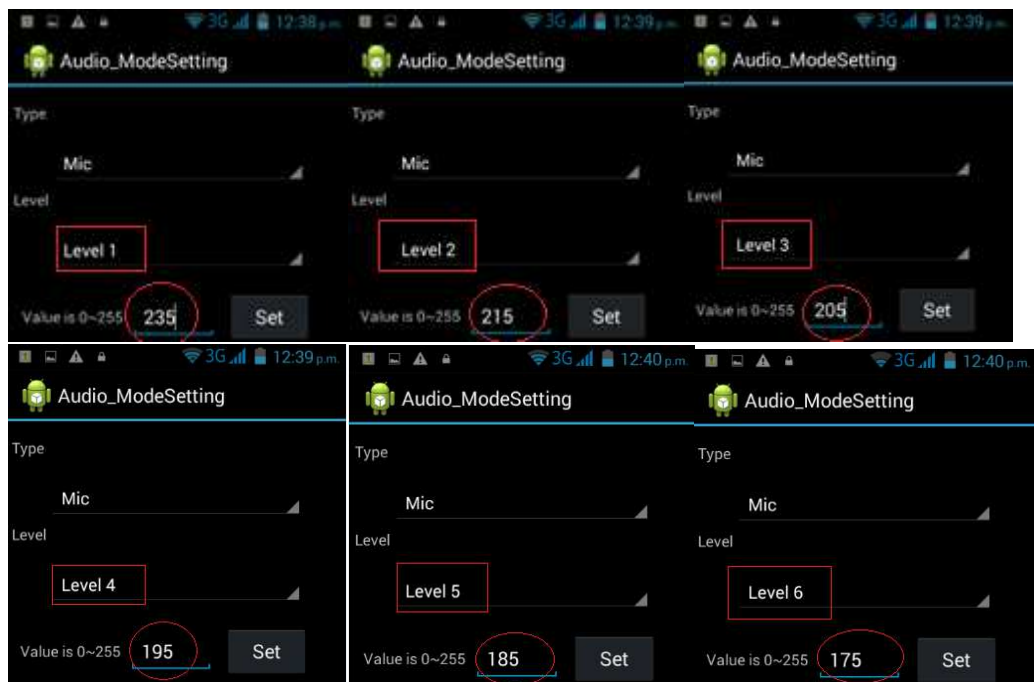 3G 12:38 p.m.
Audio_ModeSetting
Type
Mic
Level
Level 1
Value is 0~255 235 Set
3G 12:39 p.m.
Audio_ModeSetting
Type
Mic
Level
Level 2
Value is 0~255 215 Set
3G 12:39 p.m.
Audio_ModeSetting
Type
Mic
Level
Level 3
Value is 0~255 205 Set
3G 12:39 p.m.
Audio_ModeSetting
Type
Mic
Level
Level 4
Value is 0~255 195 Set
3G 12:40 p.m.
Audio_ModeSetting
Type
Mic
Level
Level 5
Value is 0~255 185 Set
3G 12:40 p.m.
Audio_ModeSetting
Type
Mic
Level
Level 6
Value is 0~255 175 Set